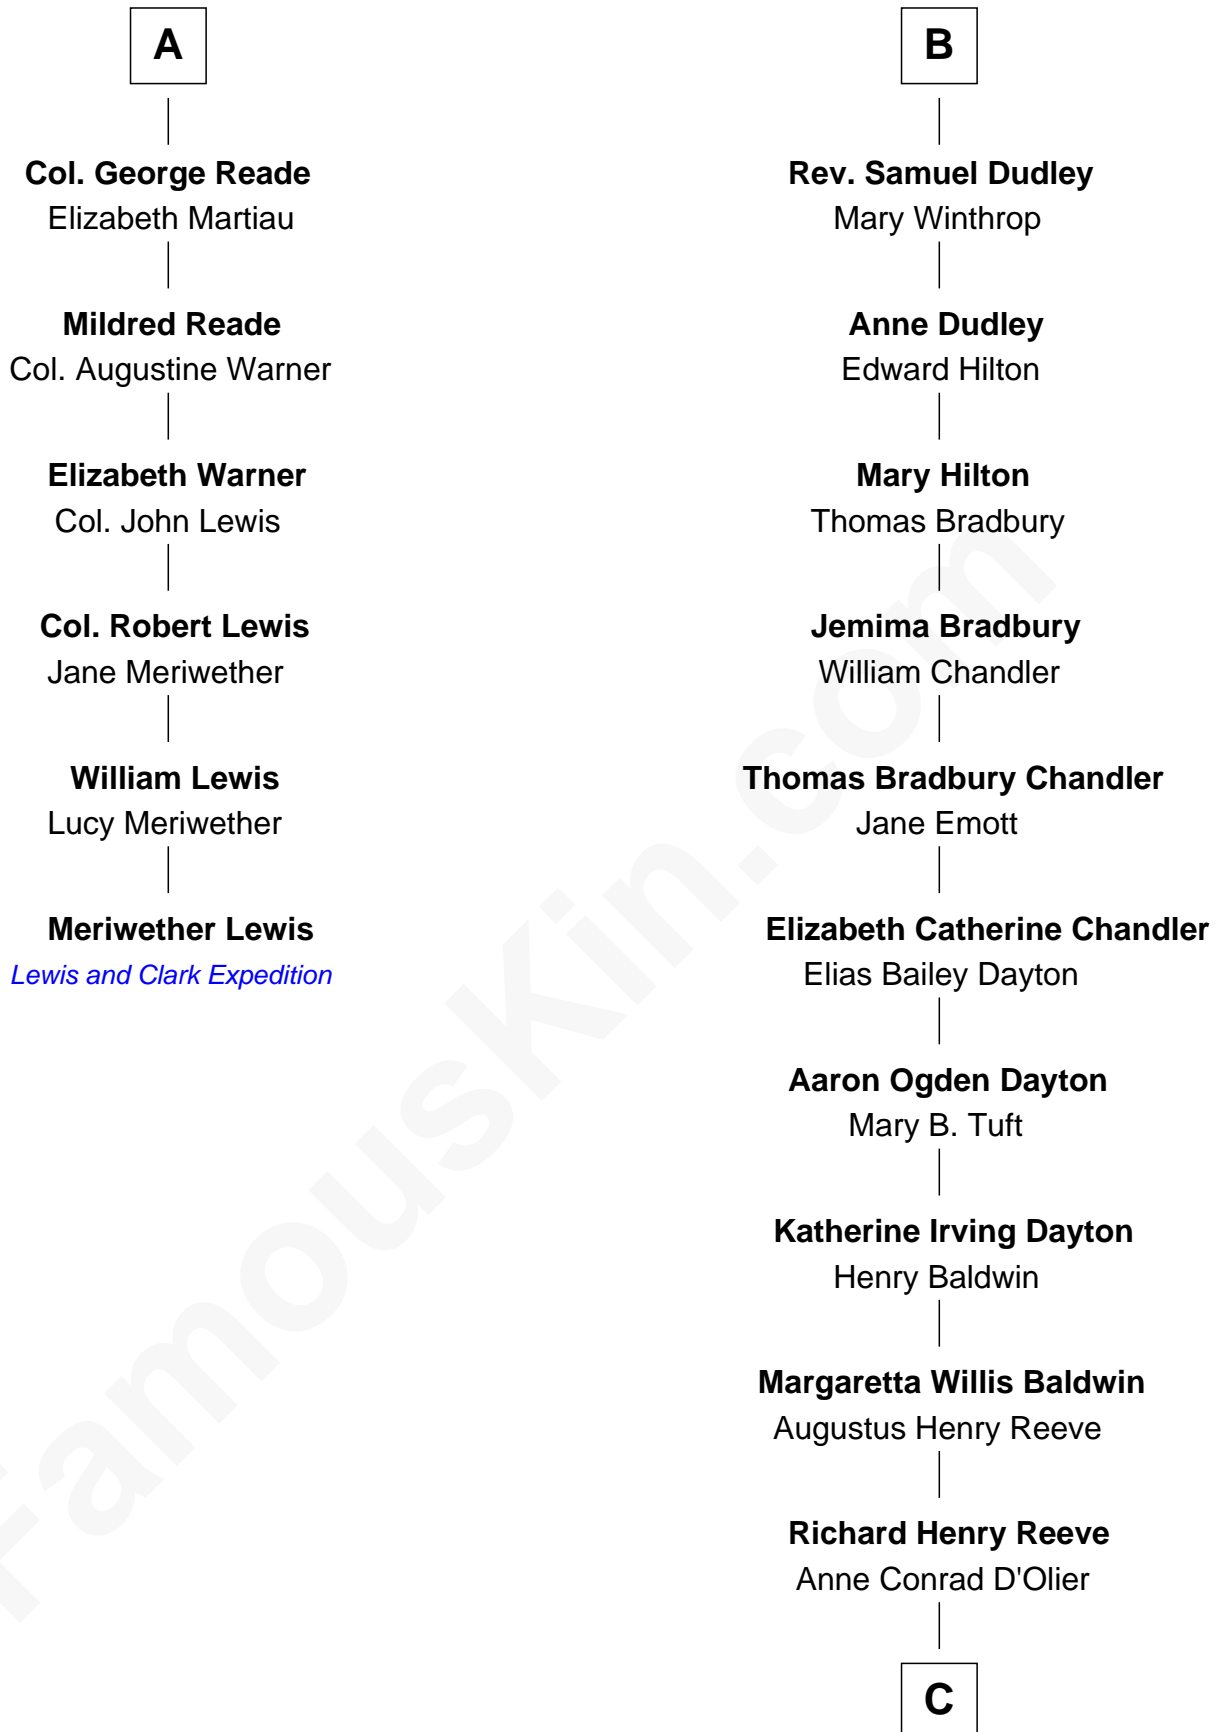 A
Col. George Reade
Elizabeth Martiau
Mildred Reade
Col. Augustine Warner
Elizabeth Warner
Col. John Lewis
Col. Robert Lewis
Jane Meriwether
William Lewis
Lucy Meriwether
Meriwether Lewis
Lewis and Clark Expedition
B
Rev. Samuel Dudley
Mary Winthrop
Anne Dudley
Edward Hilton
Mary Hilton
Thomas Bradbury
Jemima Bradbury
William Chandler
Thomas Bradbury Chandler
Jane Emott
Elizabeth Catherine Chandler
Elias Bailey Dayton
Aaron Ogden Dayton
Mary B. Tuft
Katherine Irving Dayton
Henry Baldwin
Margaretta Willis Baldwin
Augustus Henry Reeve
Richard Henry Reeve
Anne Conrad D'Olier
C
FamousKin.com